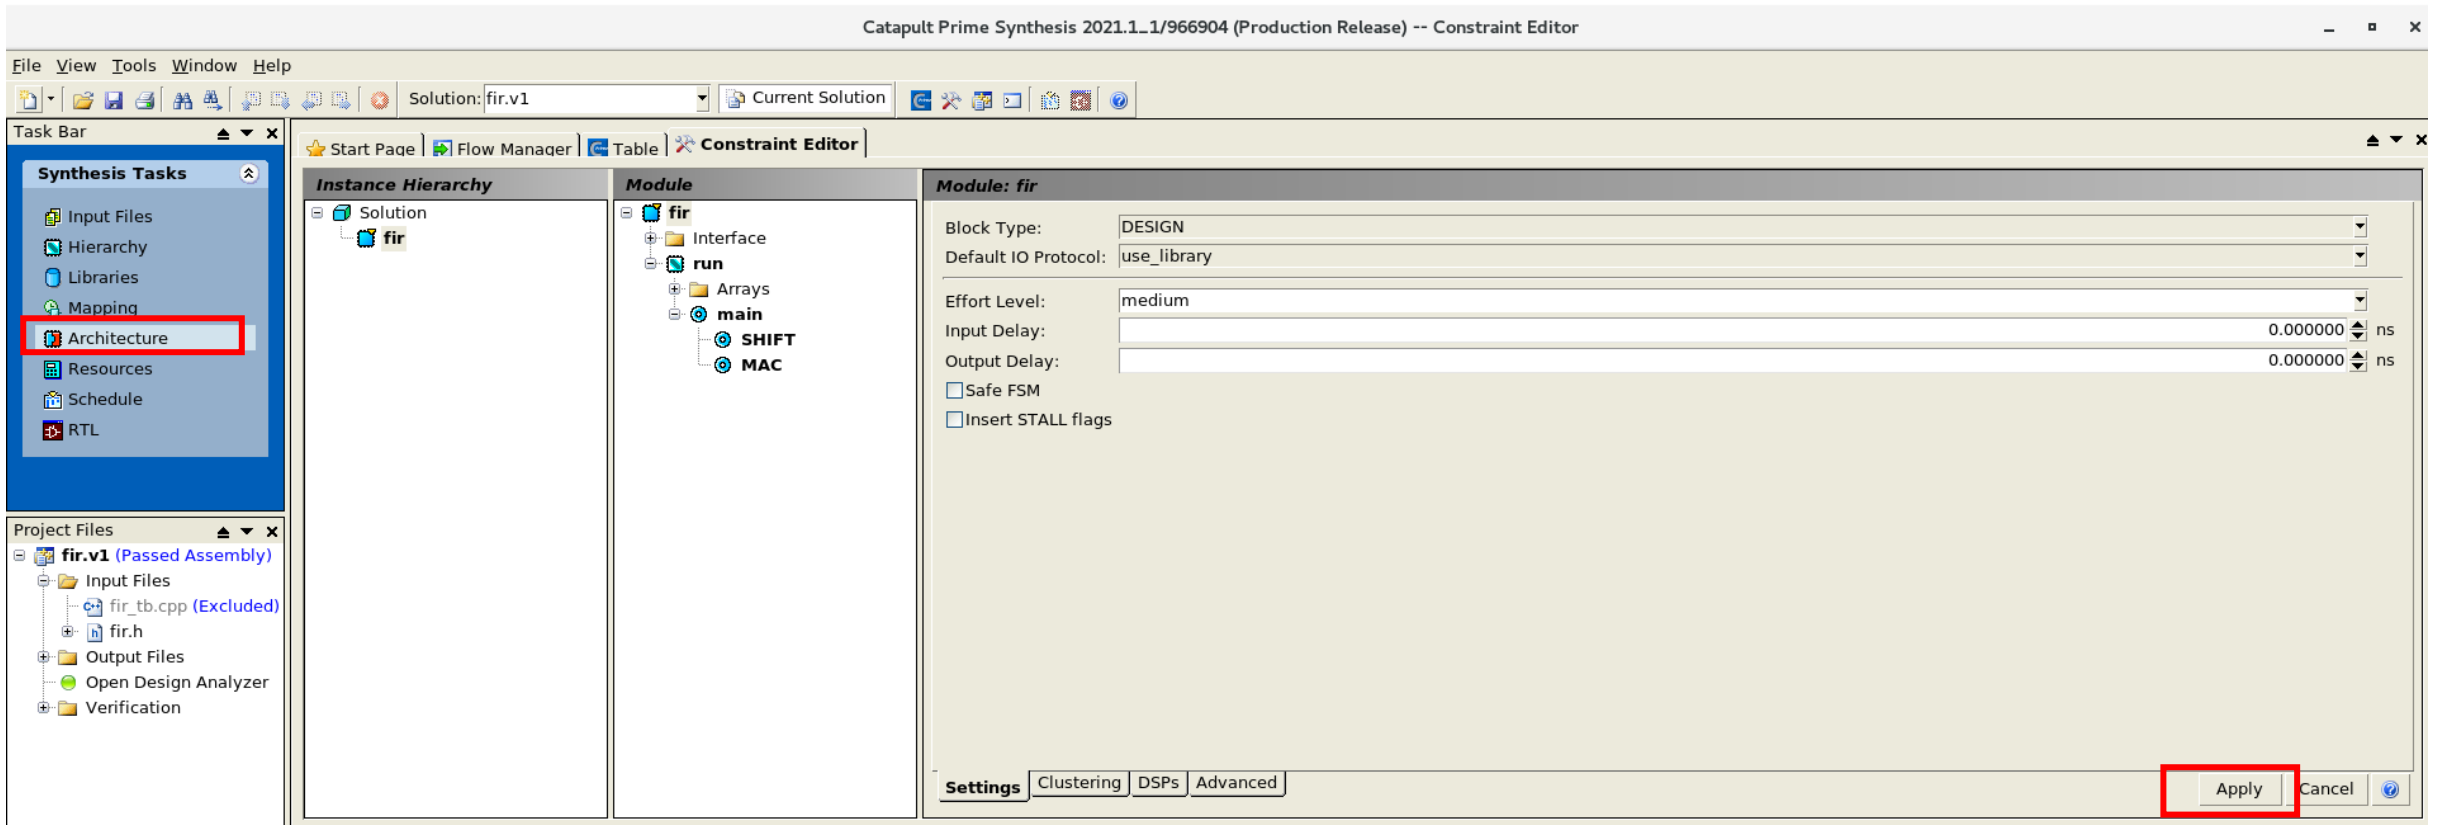 Catapult Prime Synthesis 2021.1_1/966904 (Production Release) -- Constraint Editor
File View Tools Window Help
Solution: fir.v1 Current Solution
Task Bar
Synthesis Tasks
Input Files
Hierarchy
Libraries
Mapping
Architecture
Resources
Schedule
RTL
Project Files
fir.v1 (Passed Assembly)
Input Files
fir_tb.cpp (Excluded)
fir.h
Output Files
Open Design Analyzer
Verification
Start Page Flow Manager Table Constraint Editor
Instance Hierarchy
Solution
fir
Module
fir
Interface
run
Arrays
main
SHIFT
MAC
Module: fir
Block Type: DESIGN
Default IO Protocol: use_library
Effort Level: medium
Input Delay: 0.000000 ns
Output Delay: 0.000000 ns
Safe FSM
Insert STALL flags
Settings Clustering DSPs Advanced
Apply Cancel